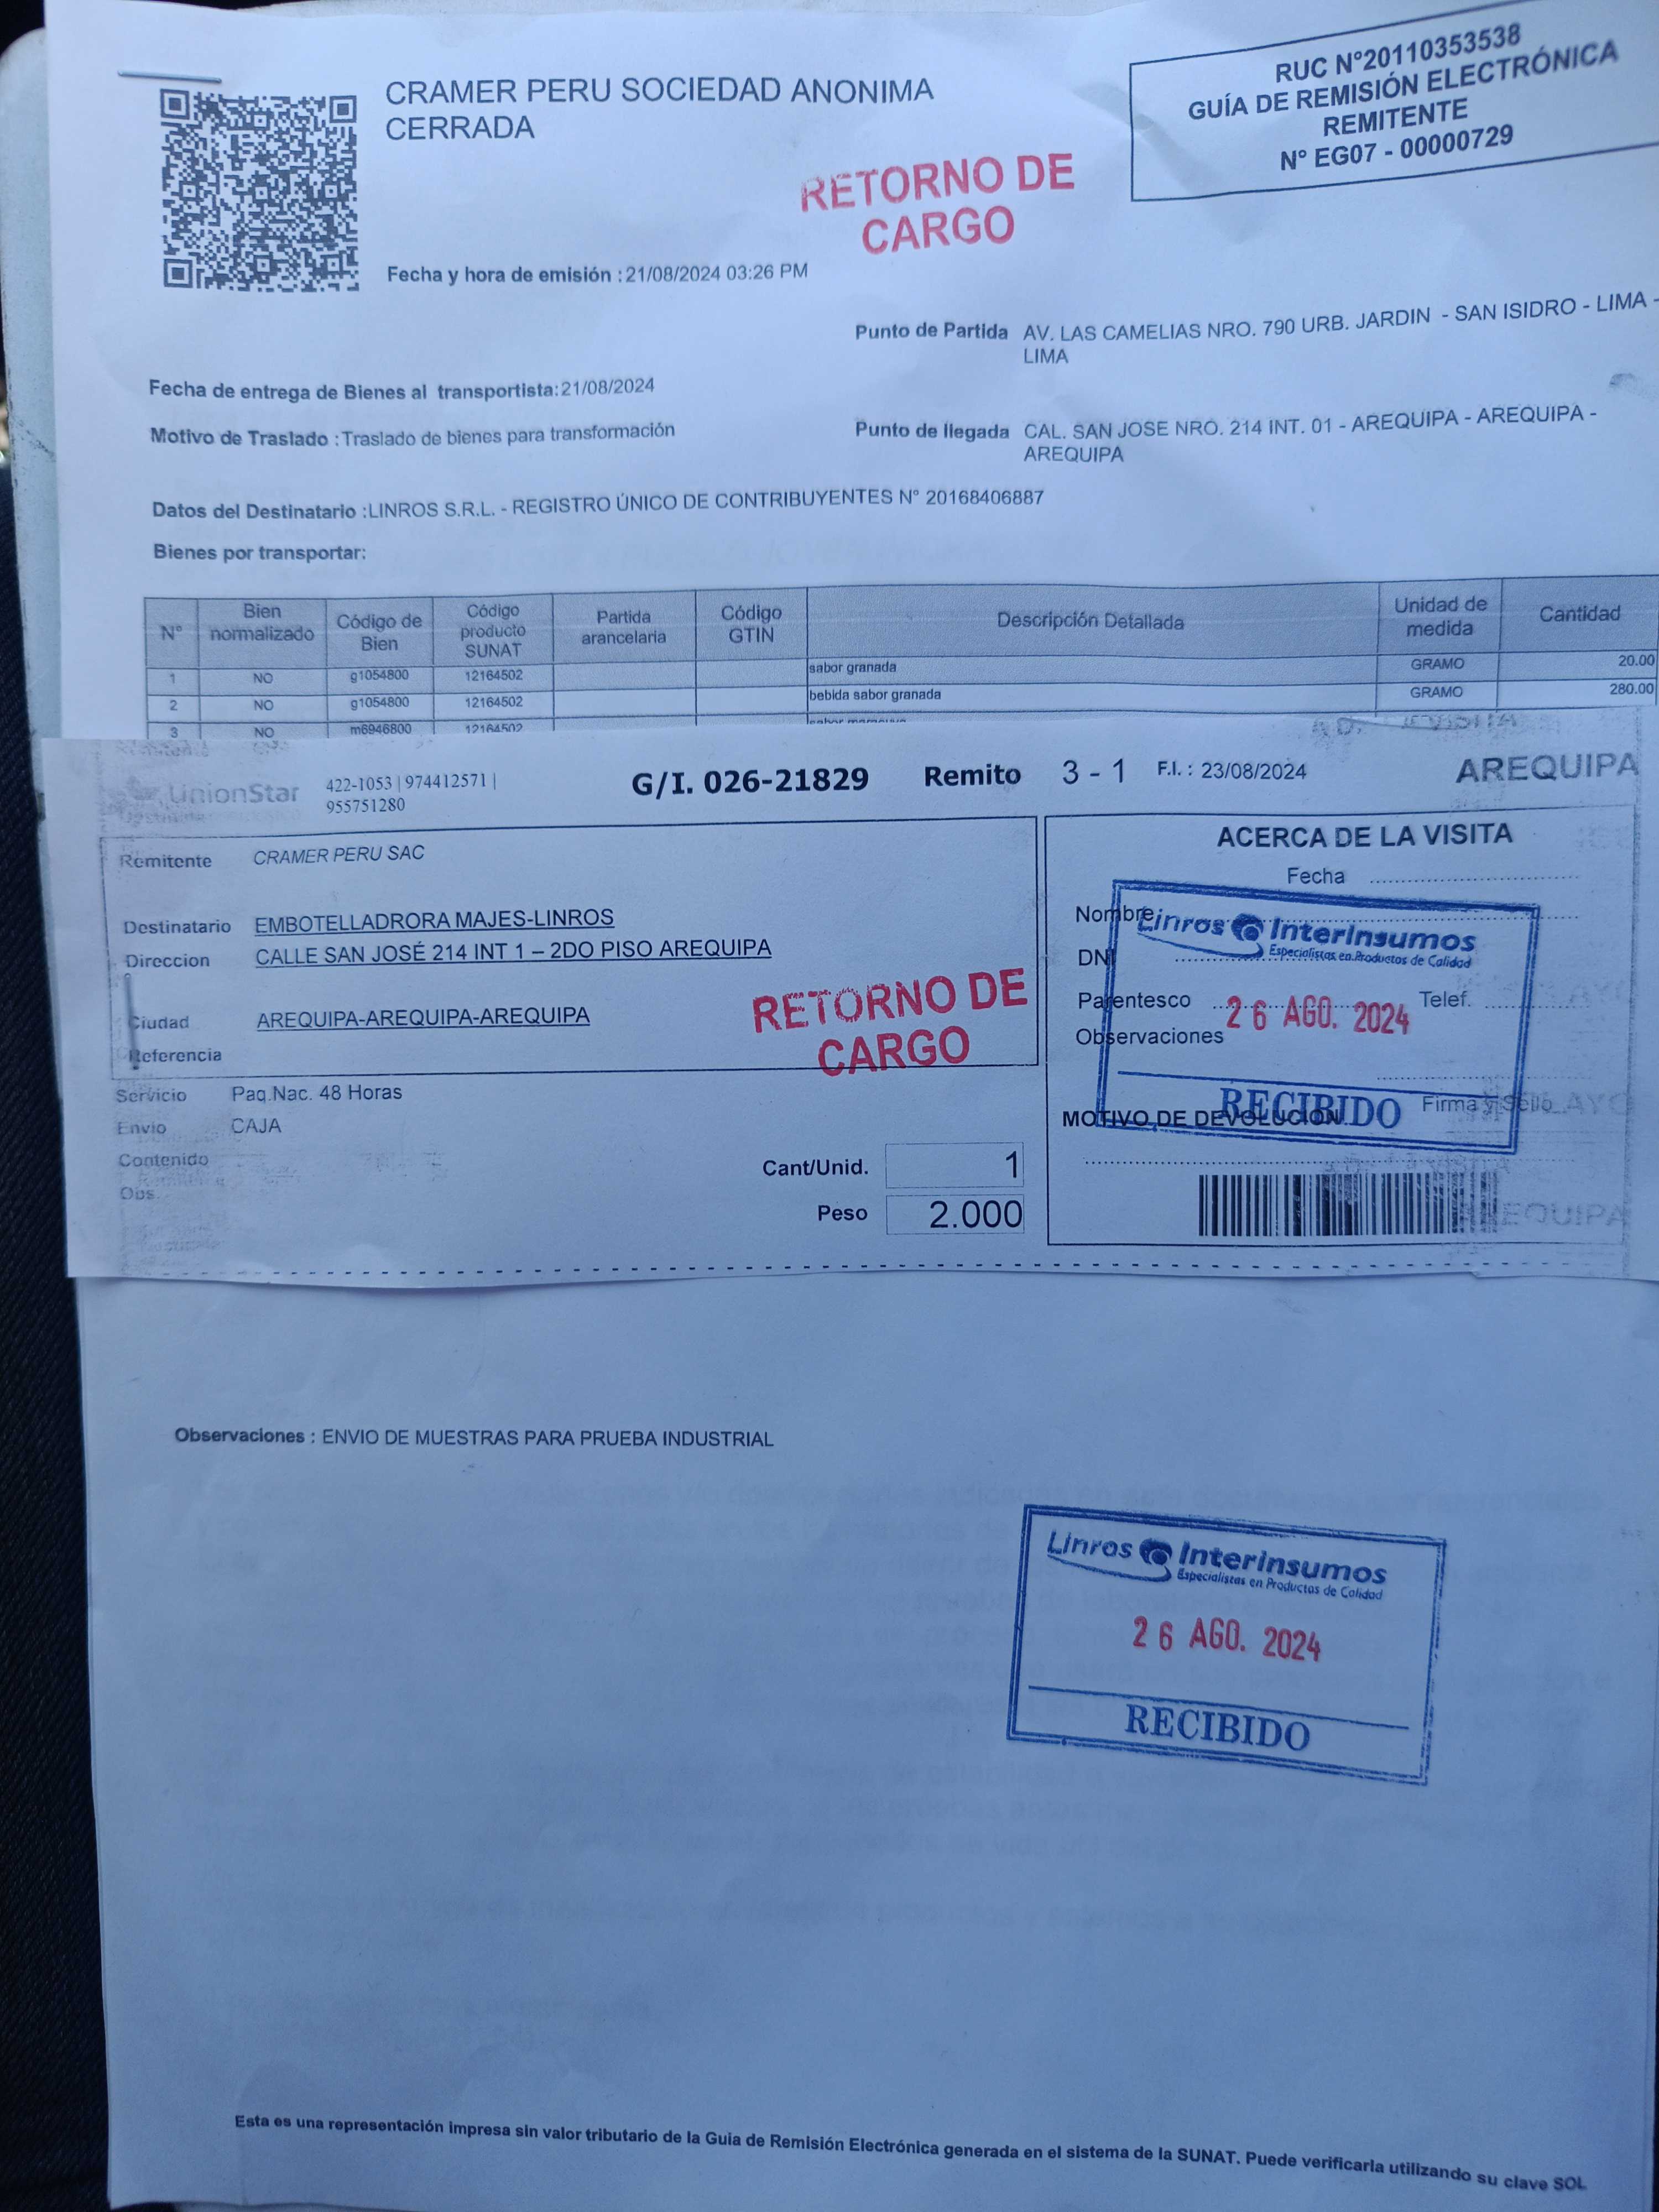 CRAMER PERU SOCIEDAD ANONIMA
CERRADA
RUC N°20110353538
GUÍA DE REMISIÓN ELECTRÓNICA
REMITENTE
N° EG07 - 00000729
RETORNO DE
CARGO
Fecha y hora de emisión : 21/08/2024 03:26 PM
Punto de Partida AV. LAS CAMELIAS NRO. 790 URB. JARDIN - SAN ISIDRO - LIMA -
LIMA
Fecha de entrega de Bienes al transportista: 21/08/2024
Motivo de Traslado : Traslado de bienes para transformación
Punto de llegada CAL. SAN JOSE NRO. 214 INT. 01 - AREQUIPA - AREQUIPA -
AREQUIPA
Datos del Destinatario : LINROS S.R.L. - REGISTRO ÚNICO DE CONTRIBUYENTES N° 20168406887
Bienes por transportar:
N° Bien normalizado Código de Bien Código producto SUNAT Partida arancelaria Código GTIN Descripción Detallada Unidad de medida Cantidad
1 NO g1054800 12164502 sabor granada GRAMO 20.00
2 NO g1054800 12164502 bebida sabor granada GRAMO 280.00
3 NO m6946800 12164502 sabor
UnionStar 422-1053 | 974412571 |
955751280
G/I. 026-21829 Remito 3 - 1 F.I. : 23/08/2024 AREQUIPA
Remitente CRAMER PERU SAC
Destinatario EMBOTELLADRORA MAJES-LINROS
Direccion CALLE SAN JOSÉ 214 INT 1 – 2DO PISO AREQUIPA
Ciudad AREQUIPA-AREQUIPA-AREQUIPA
Referencia
RETORNO DE
CARGO
Servicio Paq.Nac. 48 Horas
Envio CAJA
Contenido
Obs.
Cant/Unid. 1
Peso 2.000
ACERCA DE LA VISITA
Fecha
Nombre
DNI
Parentesco Telef.
Observaciones
Firma y Sello
MOTIVO DE DEVOLUCION
Linros Interinsumos
Especialistas en Productos de Calidad
26 AGO. 2024
RECIBIDO
AREQUIPA
Observaciones : ENVIO DE MUESTRAS PARA PRUEBA INDUSTRIAL
Linros Interinsumos
Especialistas en Productos de Calidad
26 AGO. 2024
RECIBIDO
Esta es una representación impresa sin valor tributario de la Guia de Remisión Electrónica generada en el sistema de la SUNAT. Puede verificarla utilizando su clave SOL